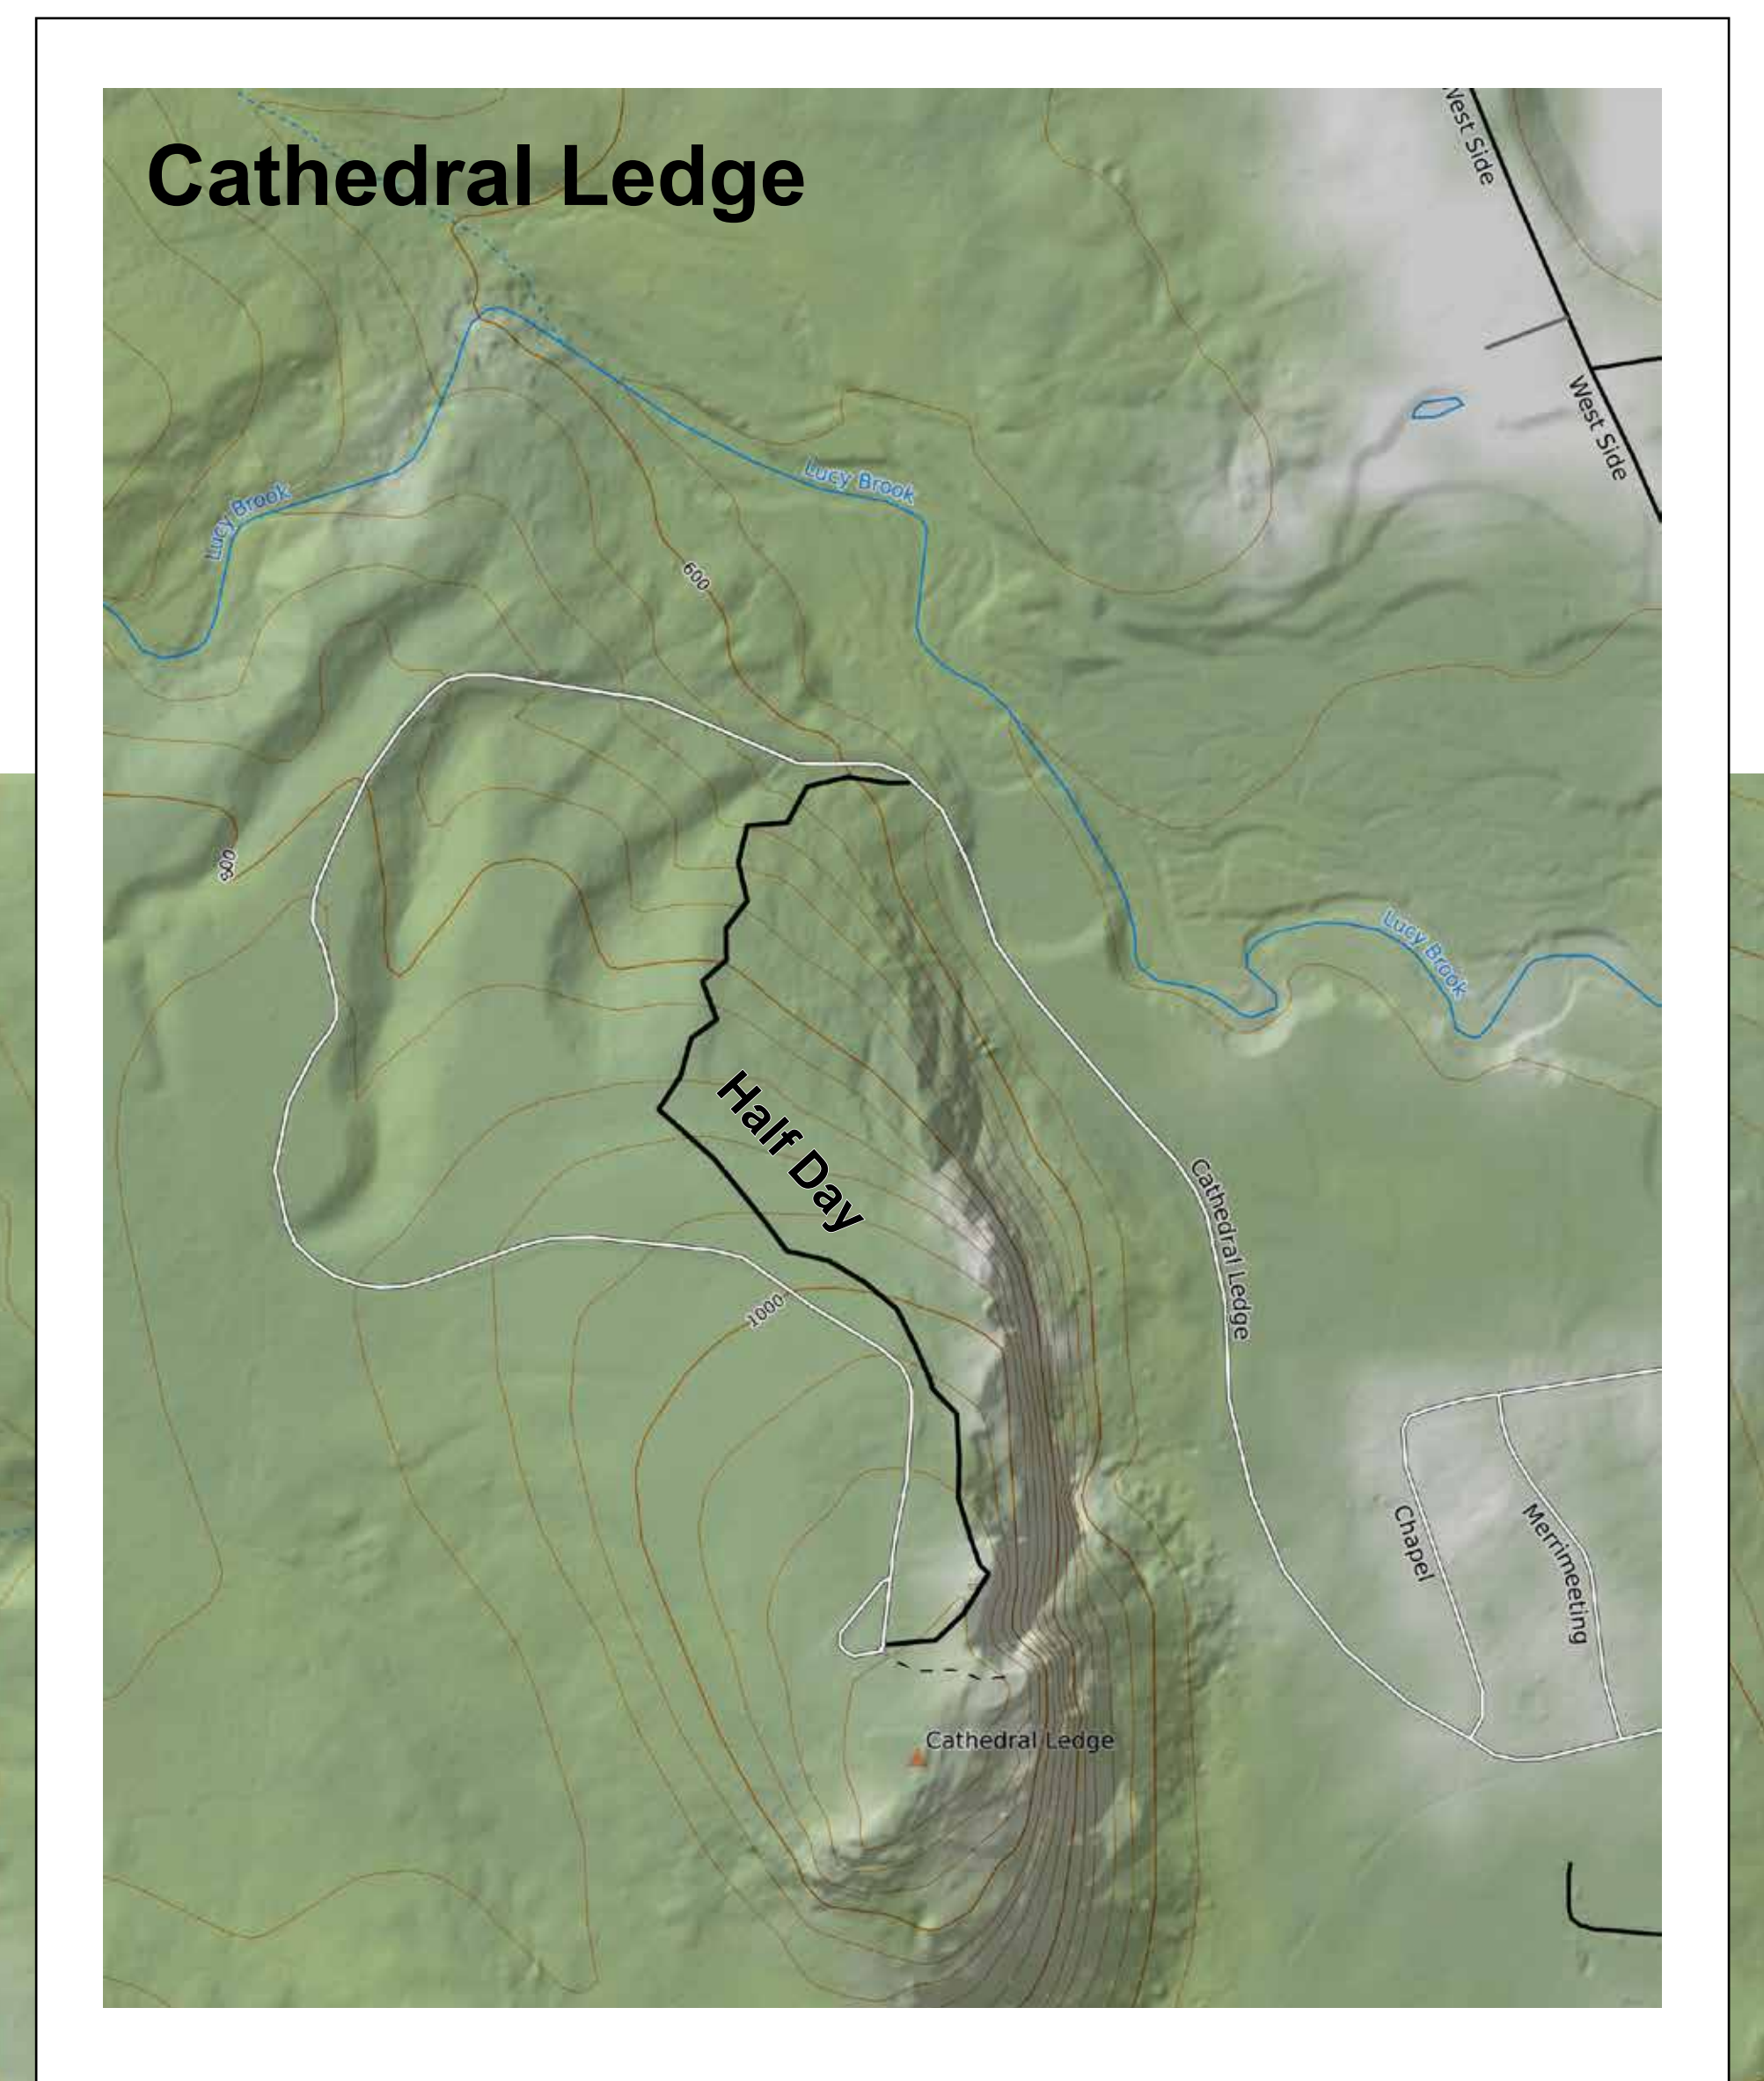 West Side
Cathedral Ledge
West Side
Lucy Brook
Lucy Brook
600
800
Lucy Brook
Half Day
Cathedral Ledge
1000
Chapel
Merrimeeting
Cathedral Ledge